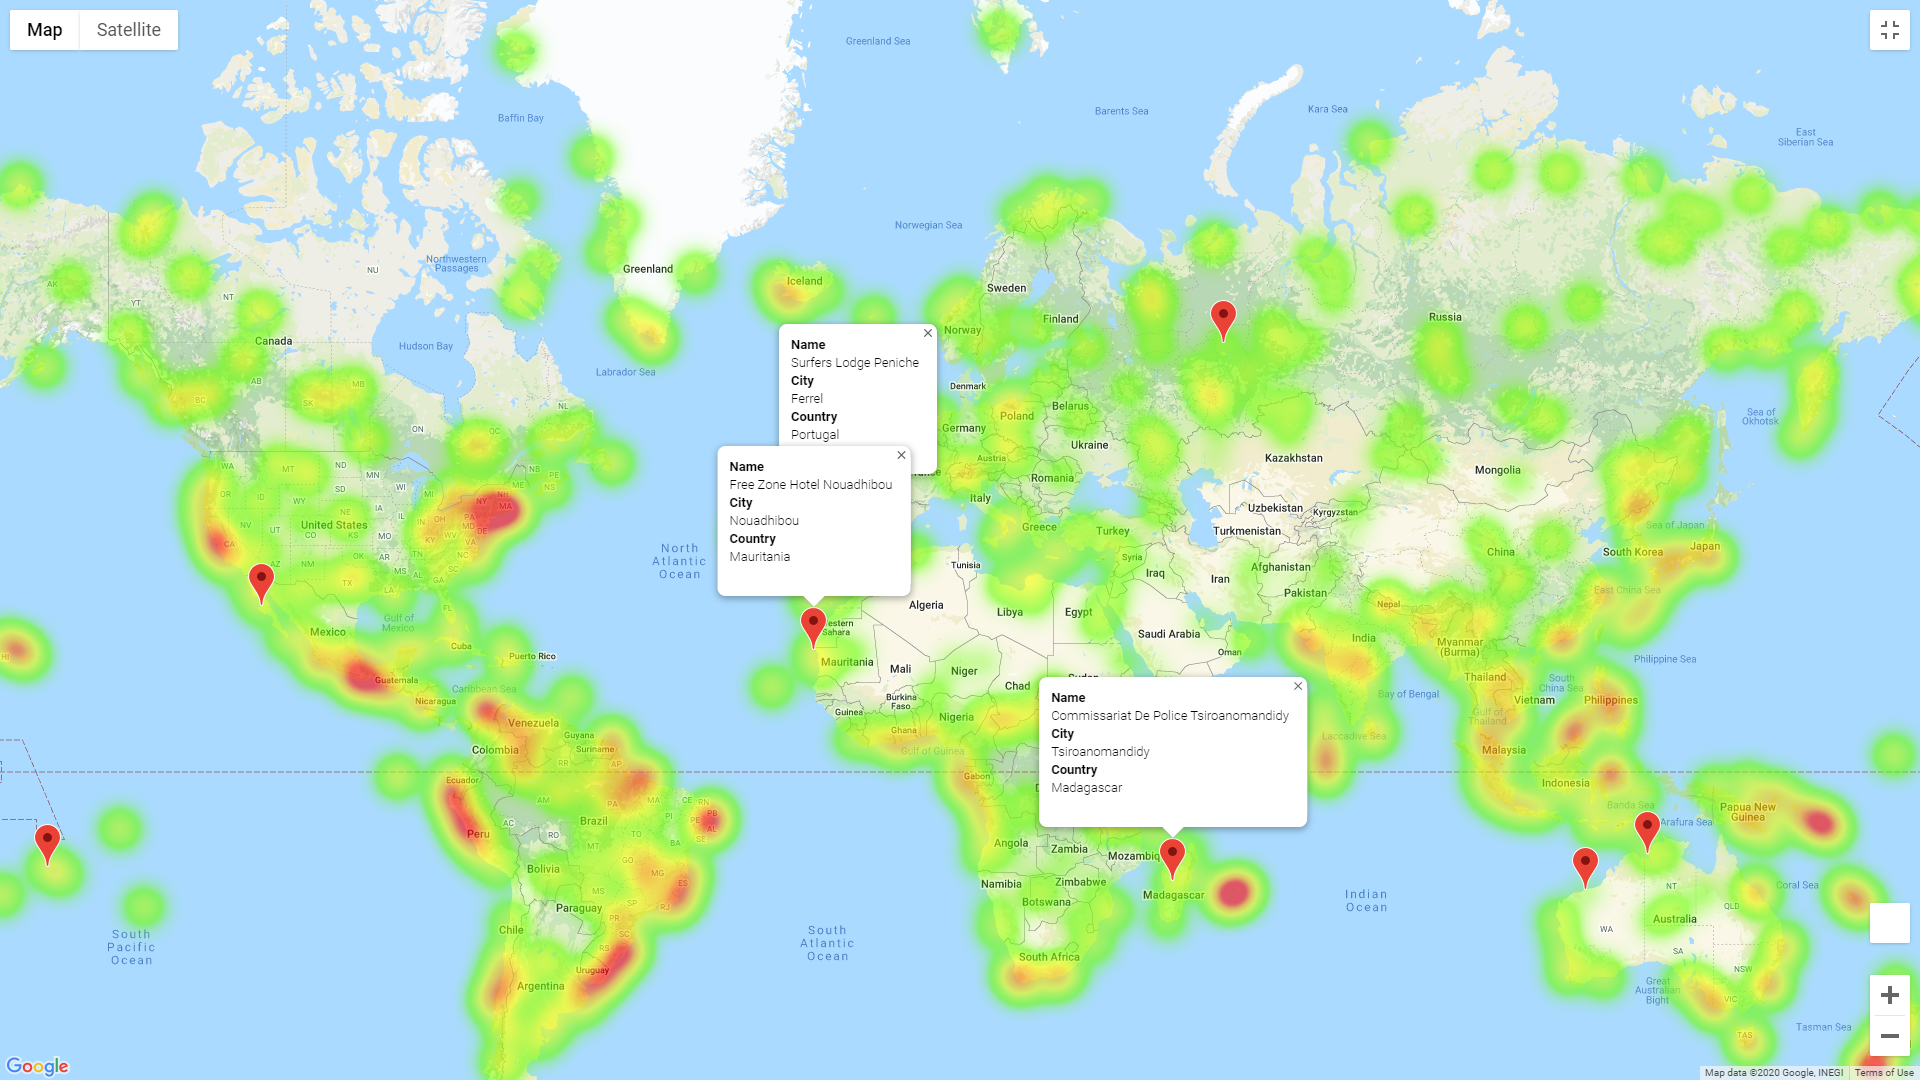 Map
Satellite
Greenland Sea
Baffin Bay
Barents Sea
Kara Sea
East
Siberian Sea
Norwegian Sea
Northwestern
Passages
NU
Greenland
Iceland
AK
YT
NT
Sweden
Finland
Norway
Russia
Canada
Hudson Bay
Labrador Sea
AB
MB
BC
SK
NL
ON
QC
Denmark
Belarus
Poland
Germany
Ukraine
Austria
Romania
Italy
Kazakhstan
Mongolia
Sea of
Okhotsk
Name
Surfers Lodge Peniche
City
Ferrel
Country
Portugal
Name
Free Zone Hotel Nouadhibou
City
Nouadhibou
Country
Mauritania
WA
MT
ND
MN
NB
PE
NS
ME
OR
ID
WY
SD
WI
MI
NY
NH
MA
NV
UT
NE
IA
United States
CO
KS
MO
KY
WV
VA
OH
PA
MD
DE
CA
AZ
NM
OK
AR
TN
NC
SC
TX
LA
MS
AL
GA
FL
Gulf of
Mexico
Mexico
Cuba
Puerto Rico
Guatemala
Caribbean Sea
Nicaragua
HI
North
Atlantic
Ocean
Greece
Turkey
Uzbekistan
Kyrgyzstan
Turkmenistan
Tunisia
Syria
Iraq
Iran
Afghanistan
Pakistan
China
South Korea
Japan
Sea of Japan
East China Sea
Algeria
Libya
Egypt
Saudi Arabia
Oman
Nepal
India
Myanmar
(Burma)
Philippine Sea
estern
Sahara
Mauritania
Mali
Niger
Chad
Burkina
Faso
Guinea
Nigeria
Ghana
Gulf of Guinea
Gabon
Bay of Bengal
Laccadive Sea
Thailand
Gulf of
Thailand
Vietnam
South
China Sea
Philippines
Malaysia
Indonesia
Banda Sea
Arafura Sea
Papua New
Guinea
Name
Commissariat De Police Tsiroanomandidy
City
Tsiroanomandidy
Country
Madagascar
Venezuela
Guyana
Colombia
Suriname
RR
AP
Ecuador
AM
PA
MA
CE
RN
PB
PE
AL
PI
Peru
AC
RO
Brazil
TO
BA
SE
MT
Bolivia
GO
MG
ES
MS
SP
RJ
Paraguay
PR
SC
RS
Chile
Uruguay
Argentina
Angola
Zambia
Mozambiq
Namibia
Zimbabwe
Botswana
Madagascar
South Africa
South
Pacific
Ocean
South
Atlantic
Ocean
Indian
Ocean
Coral Sea
NT
QLD
Australia
WA
SA
NSW
VIC
TAS
Great
Australian
Bight
Tasman Sea
Google
Map data ©2020 Google, INEGI
Terms of Use